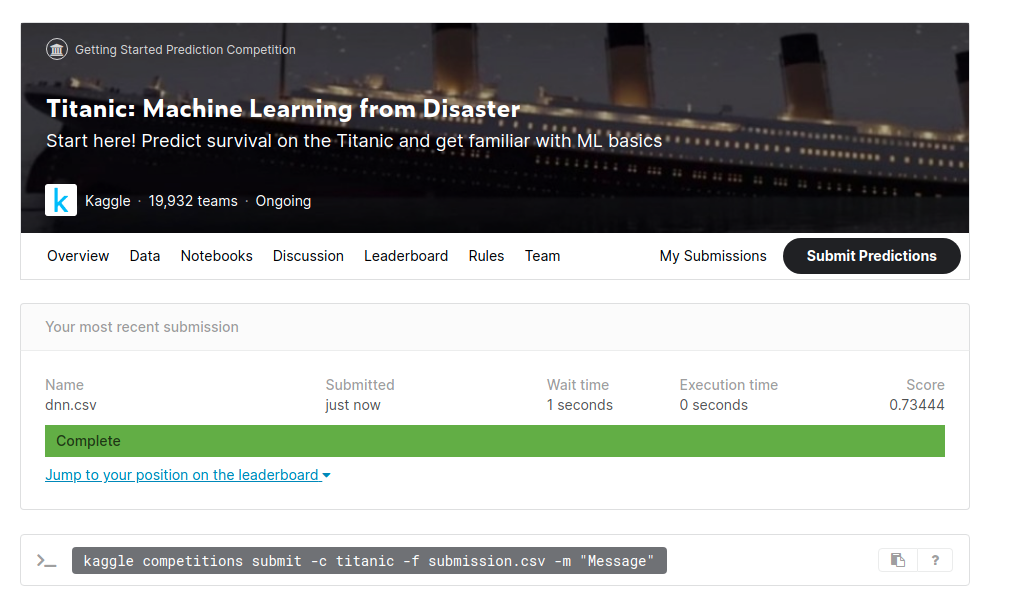 Getting Started Prediction Competition
Titanic: Machine Learning from Disaster
Start here! Predict survival on the Titanic and get familiar with ML basics
k Kaggle · 19,932 teams · Ongoing
Overview Data Notebooks Discussion Leaderboard Rules Team My Submissions Submit Predictions
Your most recent submission
Name Submitted Wait time Execution time Score
dnn.csv just now 1 seconds 0 seconds 0.73444
Complete
Jump to your position on the leaderboard
>_ kaggle competitions submit -c titanic -f submission.csv -m "Message" ?